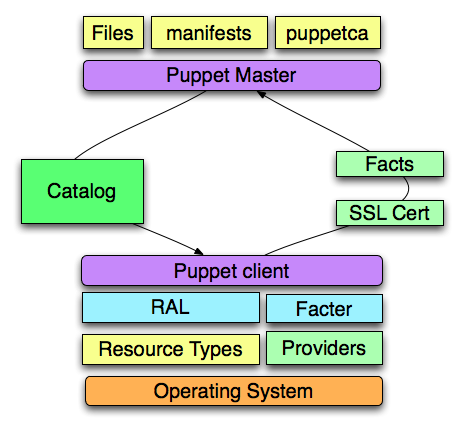 Files
manifests
puppetca
Puppet Master
Catalog
Facts
SSL Cert
Puppet client
RAL
Facter
Resource Types
Providers
Operating System